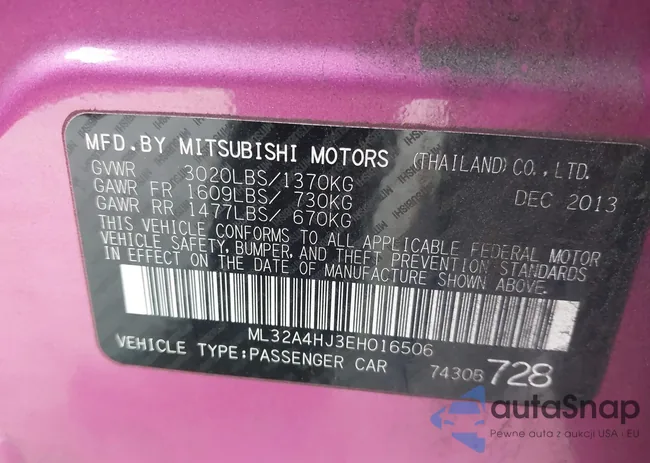 MFD.BY MITSUBISHI MOTORS (THAILAND) CO.,LTD.
GVWR 3020LBS/1370KG DEC 2013
GAWR FR 1609LBS/ 730KG
GAWR RR 1477LBS/ 670KG
THIS VEHICLE CONFORMS TO ALL APPLICABLE FEDERAL MOTOR
VEHICLE SAFETY, BUMPER, AND THEFT PREVENTION STANDARDS
IN EFFECT ON THE DATE OF MANUFACTURE SHOWN ABOVE.
ML32A4HJ3EH016506
VEHICLE TYPE:PASSENGER CAR 7430B 728
autoSnap
Pewne auta z aukcji USA i EU